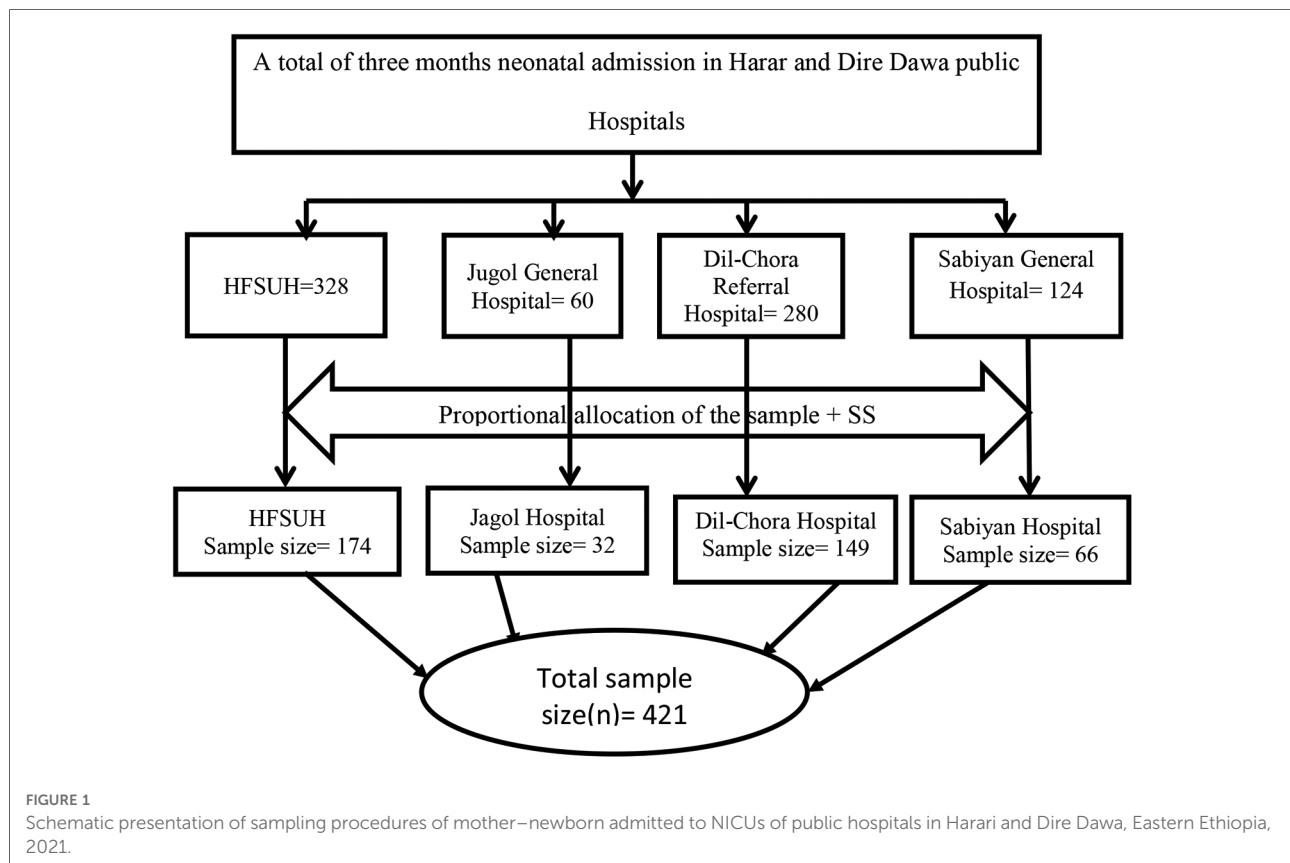 A total of three months neonatal admission in Harar and Dire Dawa public
Hospitals
HFSUH=328
Jugol General
Hospital= 60
Dil-Chora
Referral
Hospital= 280
Sabiyan General
Hospital= 124
Proportional allocation of the sample + SS
HFSUH
Sample size= 174
Jagol Hospital
Sample size= 32
Dil-Chora Hospital
Sample size= 149
Sabiyan Hospital
Sample size= 66
Total sample
size(n)= 421
FIGURE 1
Schematic presentation of sampling procedures of mother–newborn admitted to NICUs of public hospitals in Harari and Dire Dawa, Eastern Ethiopia,
2021.